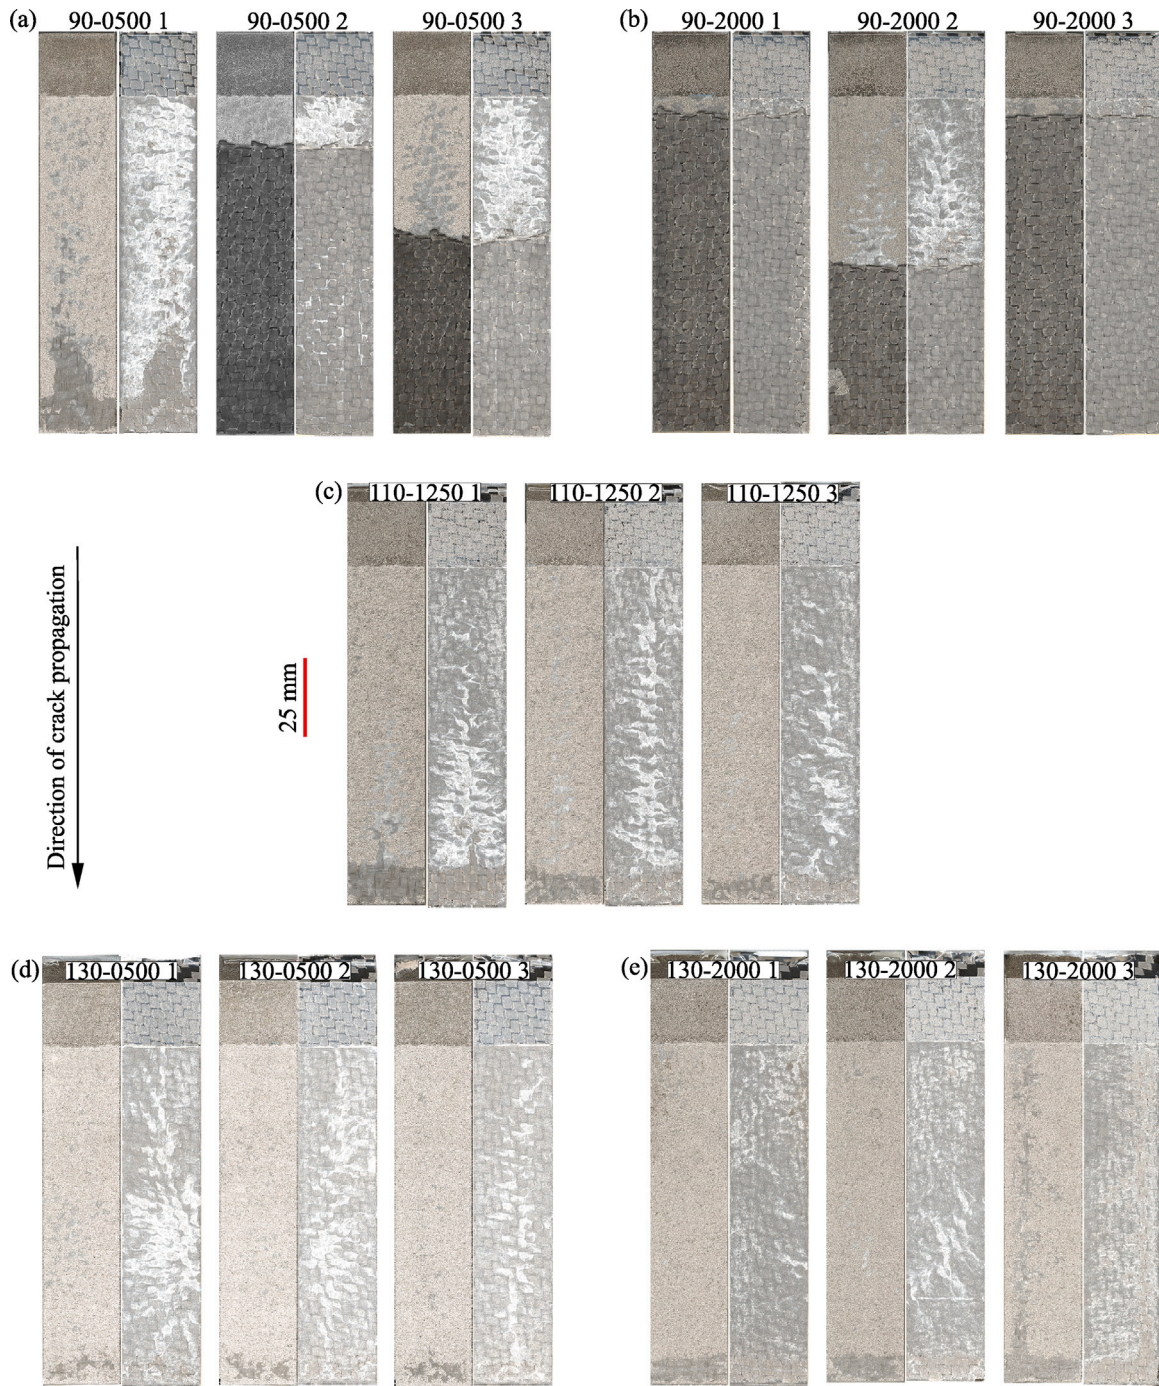 (a) 90-0500 1 90-0500 2 90-0500 3 (b) 90-2000 1 90-2000 2 90-2000 3
(c) 110-1250 1 110-1250 2 110-1250 3
Direction of crack propagation
25 mm
(d) 130-0500 1 130-0500 2 130-0500 3 (e) 130-2000 1 130-2000 2 130-2000 3